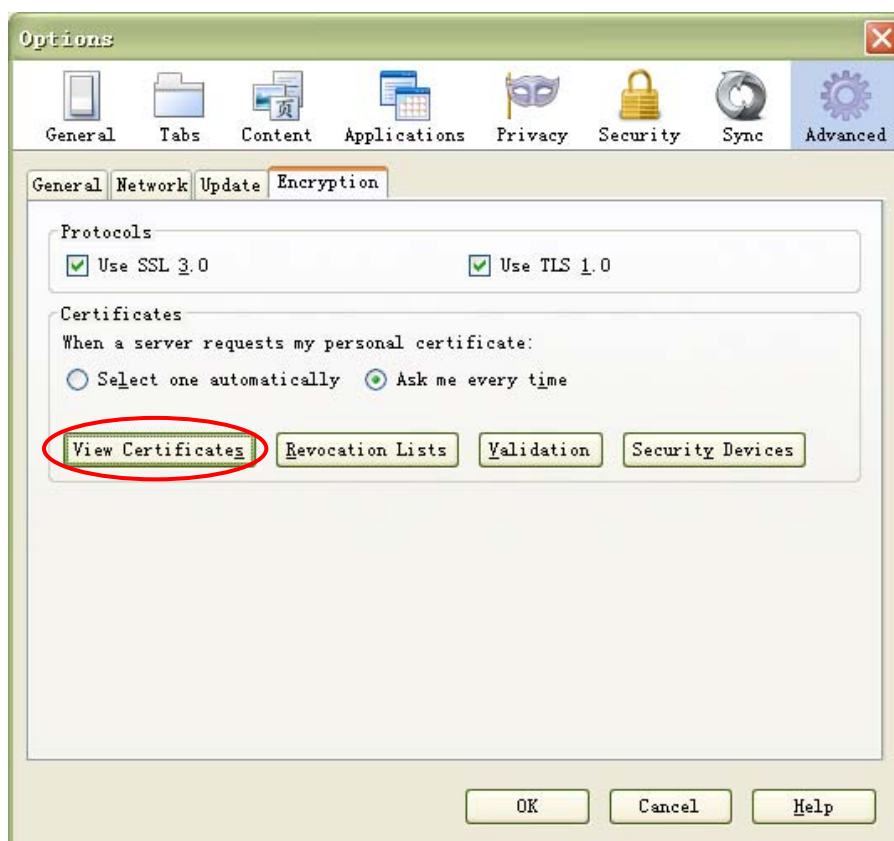 Options
General Tabs Content Applications Privacy Security Sync Advanced
页
General Network Update Encryption
Protocols
Use SSL 3.0 Use TLS 1.0
Certificates
When a server requests my personal certificate:
Select one automatically Ask me every time
View Certificates Revocation Lists Validation Security Devices
OK Cancel Help